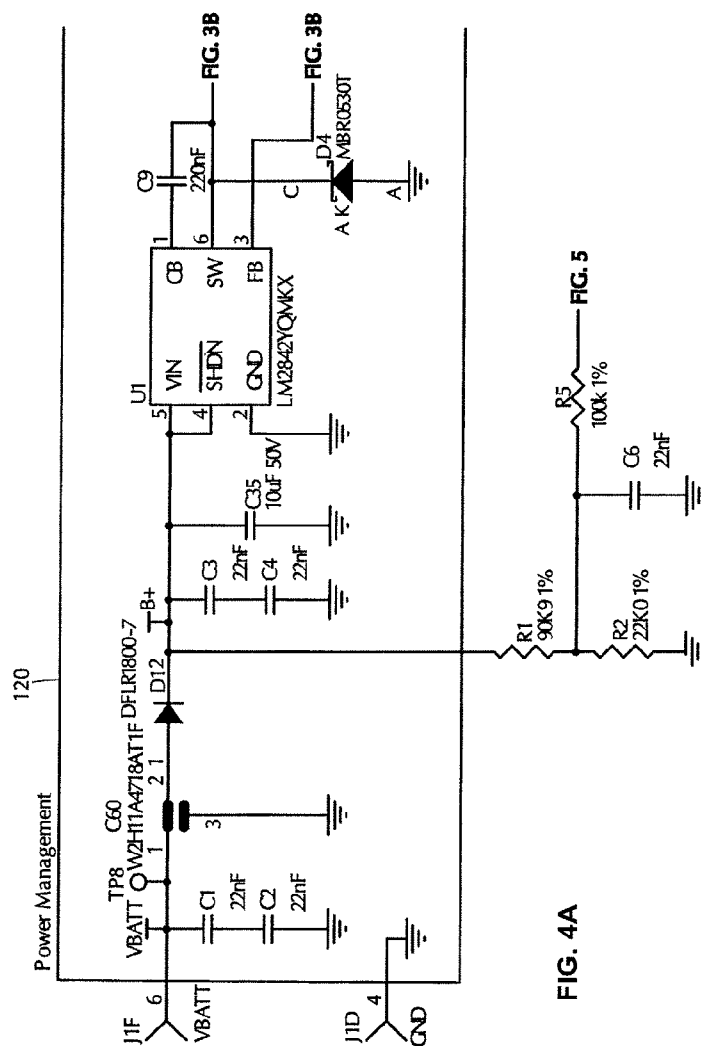 120
Power Management
J1F
6
VBATT
VBATT
TP8
C1
22nF
C2
22nF
C60
W2H11A4718AT1F
1
2
3
1
DFLR1800-7
D12
B+
C3
22nF
C4
22nF
C35
10uF 50V
U1
5
VIN
4
SHDN
2
GND
CB
1
SW
6
FB
3
LM2842YQMKX
C9
220nF
FIG. 3B
FIG. 3B
C
D4
MBR0530T
A K
A
J1D
4
GND
R1
90K9 1%
R2
22K0 1%
R5
100k 1%
C6
22nF
FIG. 5
FIG. 4A